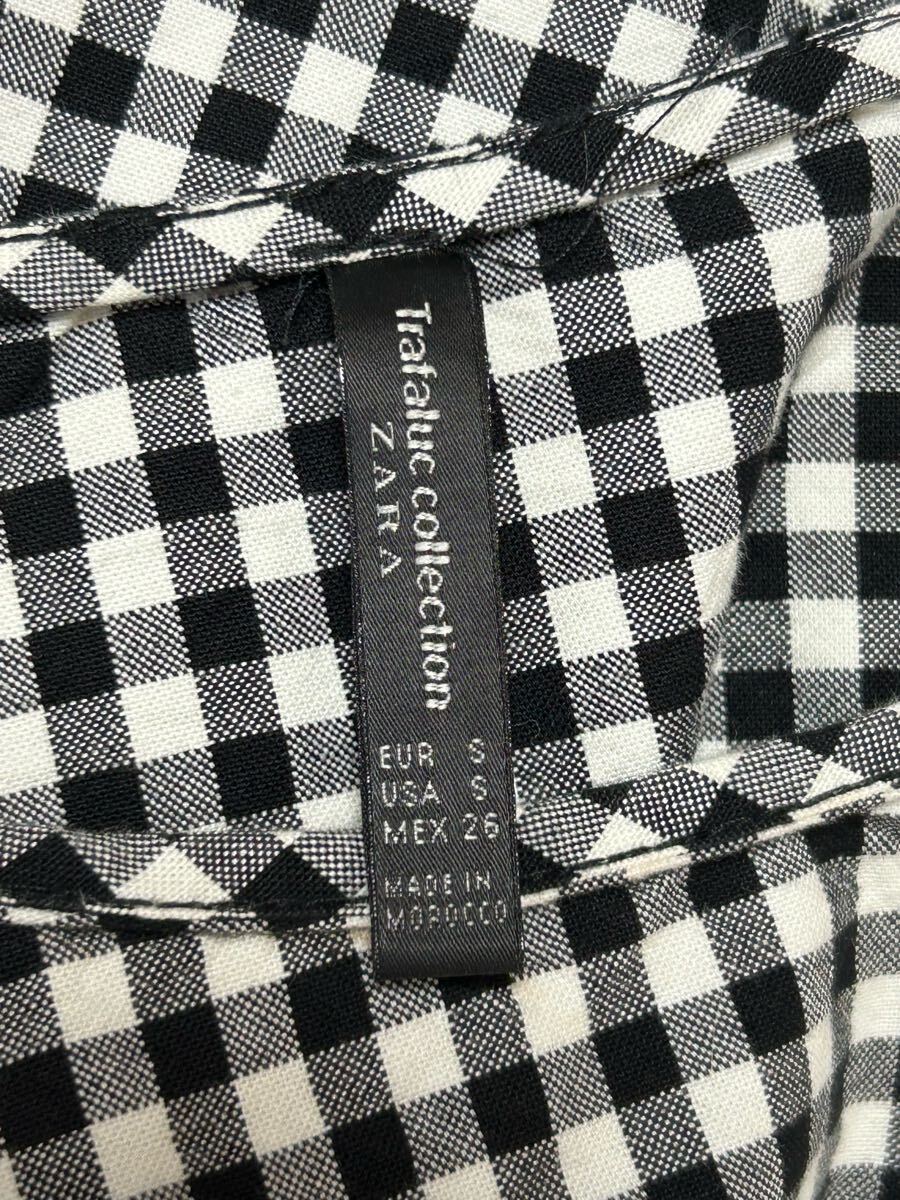 Trafaluc collection
ZARA
EUR S
USA S
MEX 26
MADE IN
MOROCCO